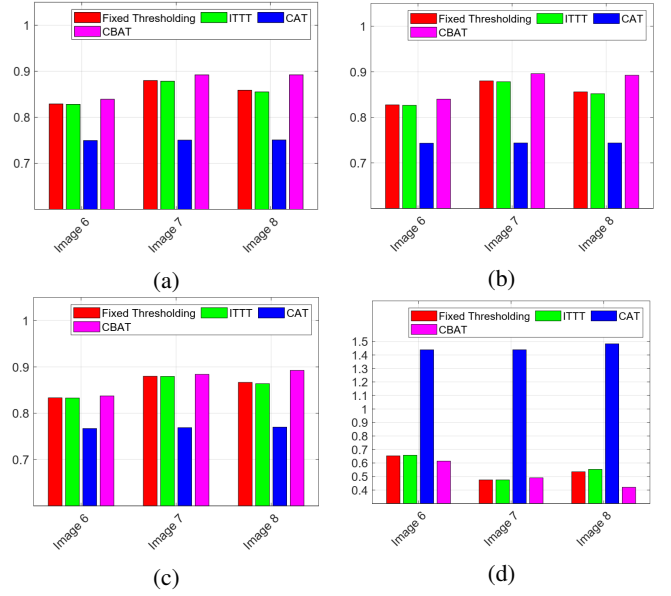 Fixed Thresholding ITTT CAT
CBAT
1
0.9
0.8
0.7
Image 6
Image 7
Image 8
(a)
Fixed Thresholding ITTT CAT
CBAT
1
0.9
0.8
0.7
Image 6
Image 7
Image 8
(b)
Fixed Thresholding ITTT CAT
CBAT
1
0.9
0.8
0.7
Image 6
Image 7
Image 8
(c)
Fixed Thresholding ITTT CAT
CBAT
1.5
1.4
1.3
1.2
1.1
1
0.9
0.8
0.7
0.6
0.5
0.4
Image 6
Image 7
Image 8
(d)